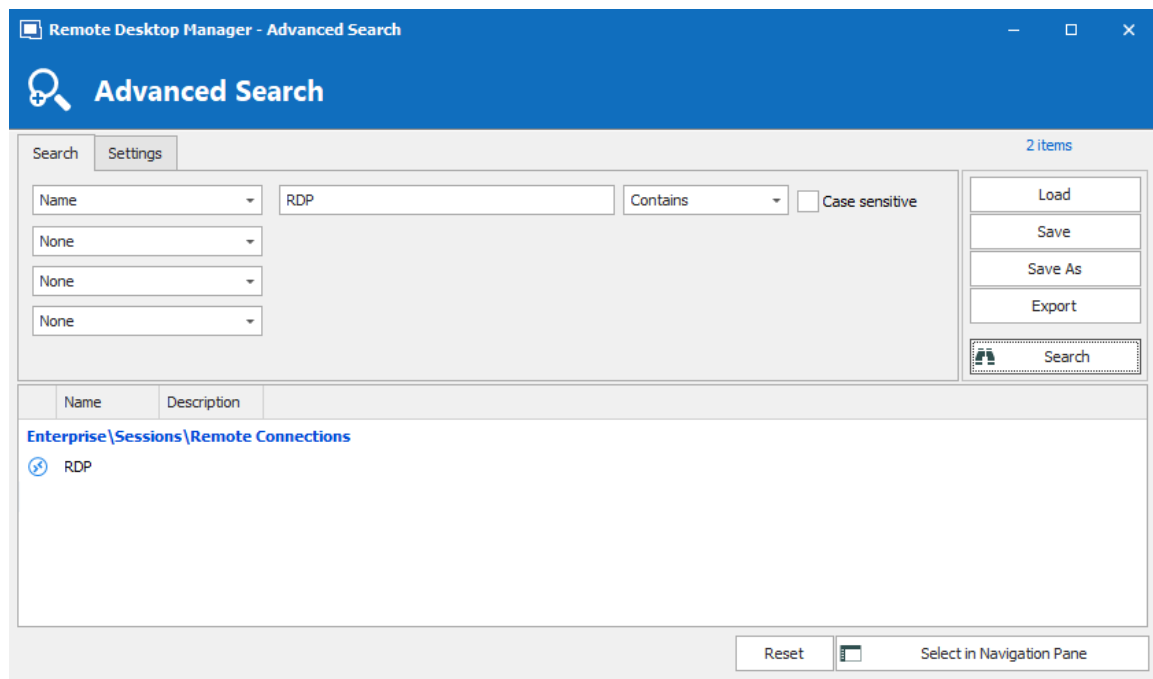 Remote Desktop Manager - Advanced Search
Advanced Search
Search Settings
2 items
Name RDP Contains Case sensitive
None
None
None
Load
Save
Save As
Export
Search
Name Description
Enterprise\Sessions\Remote Connections
RDP
Reset Select in Navigation Pane